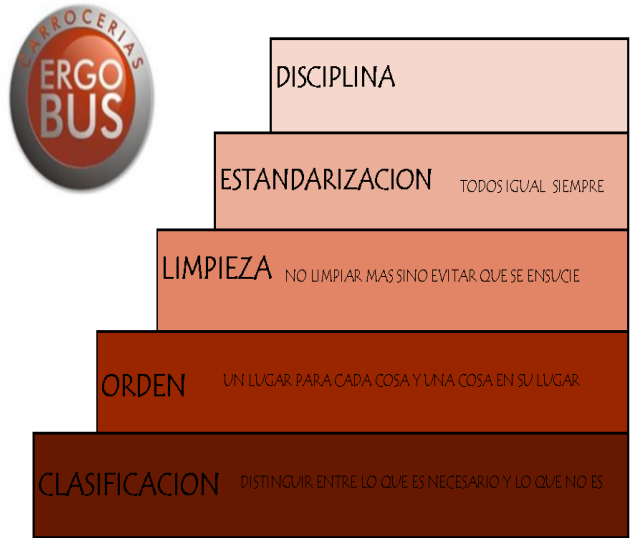 CARROCERIAS
ERGO
BUS
DISCIPLINA
ESTANDARIZACION TODOS IGUAL SIEMPRE
LIMPIEZA NO LIMPIAR MAS SINO EVITAR QUE SE ENSUCIE
ORDEN UN LUGAR PARA CADA COSA Y UNA COSA EN SU LUGAR
CLASIFICACION DISTINGUIR ENTRE LO QUE ES NECESARIO Y LO QUE NO ES